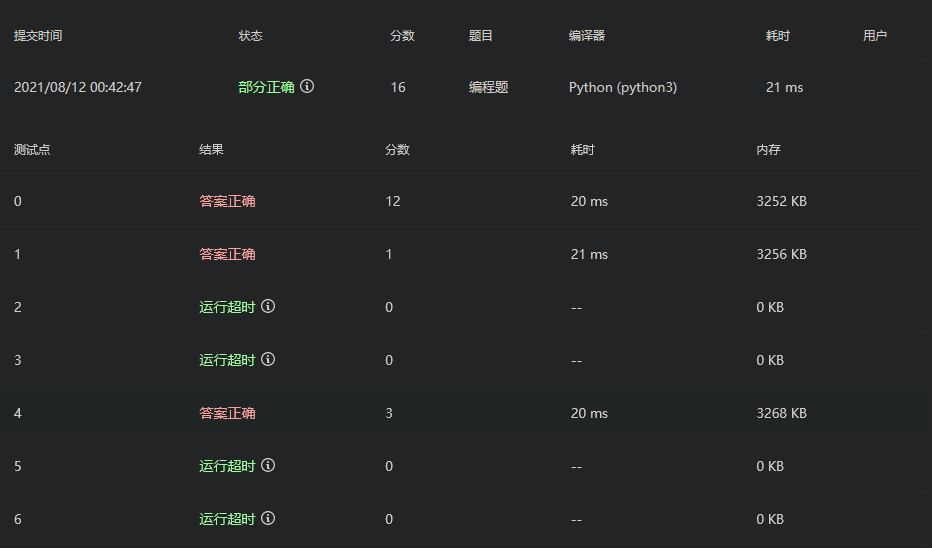 提交时间 状态 分数 题目 编译器 耗时 用户
2021/08/12 00:42:47 部分正确 16 编程题 Python (python3) 21 ms
测试点 结果 分数 耗时 内存
0 答案正确 12 20 ms 3252 KB
1 答案正确 1 21 ms 3256 KB
2 运行超时 0 -- 0 KB
3 运行超时 0 -- 0 KB
4 答案正确 3 20 ms 3268 KB
5 运行超时 0 -- 0 KB
6 运行超时 0 -- 0 KB